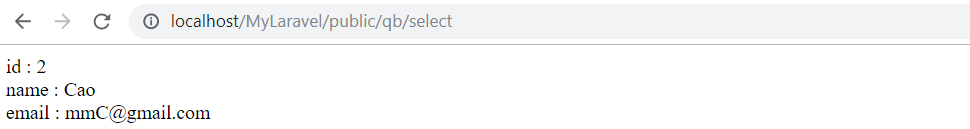 localhost/MyLaravel/public/qb/select
id : 2
name : Cao
email : mmC@gmail.com